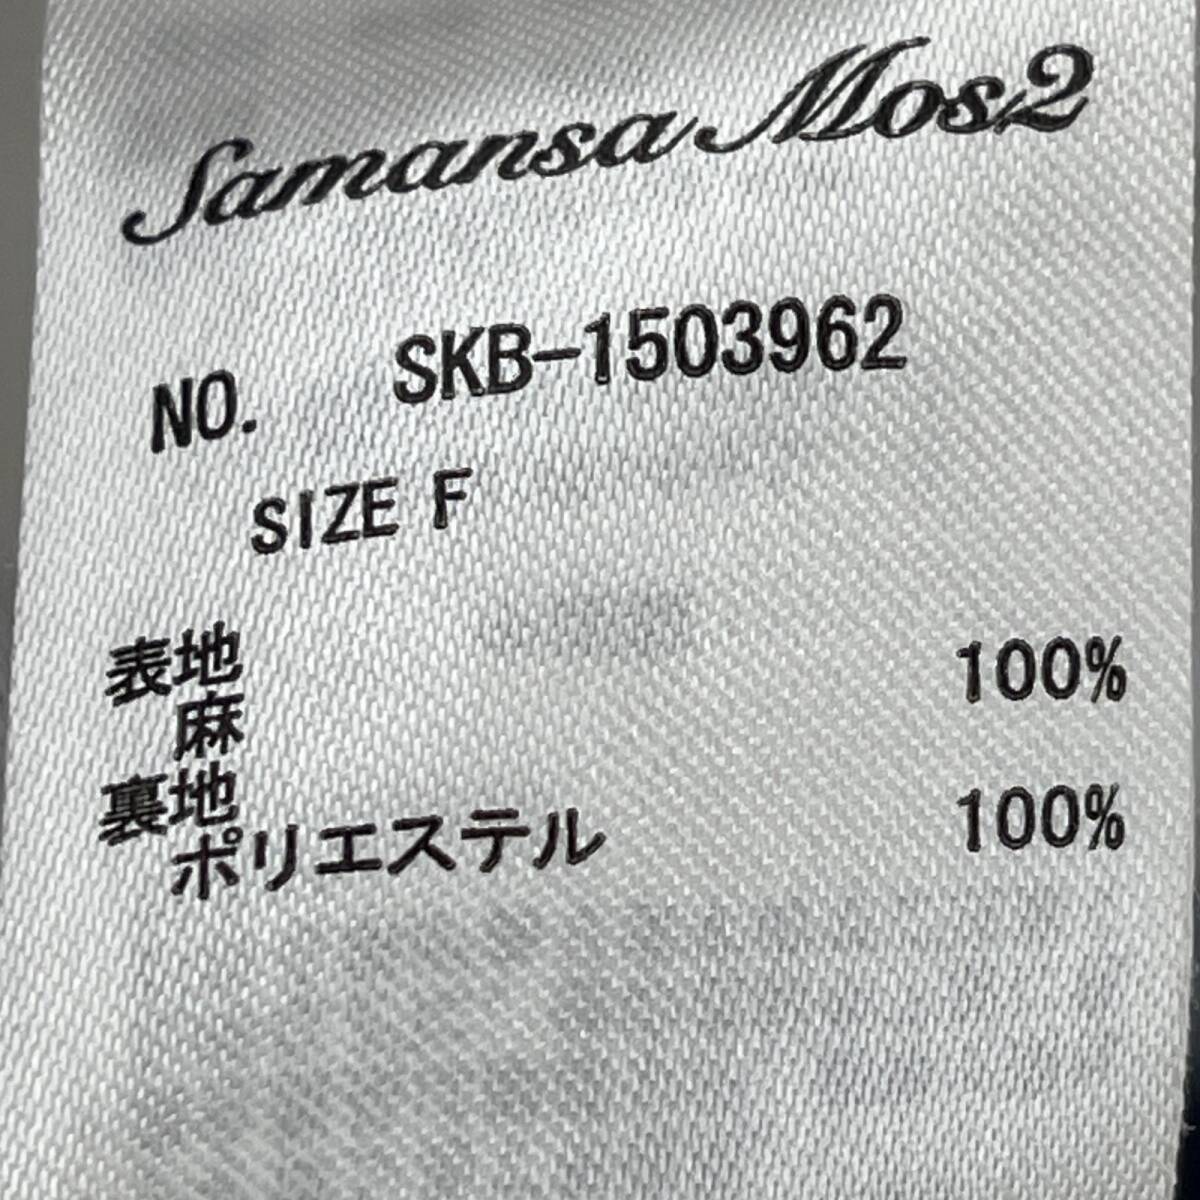 Samansa Mos2
NO. SKB-1503962
SIZE F
表地 100%
麻
裏地 100%
ポリエステル